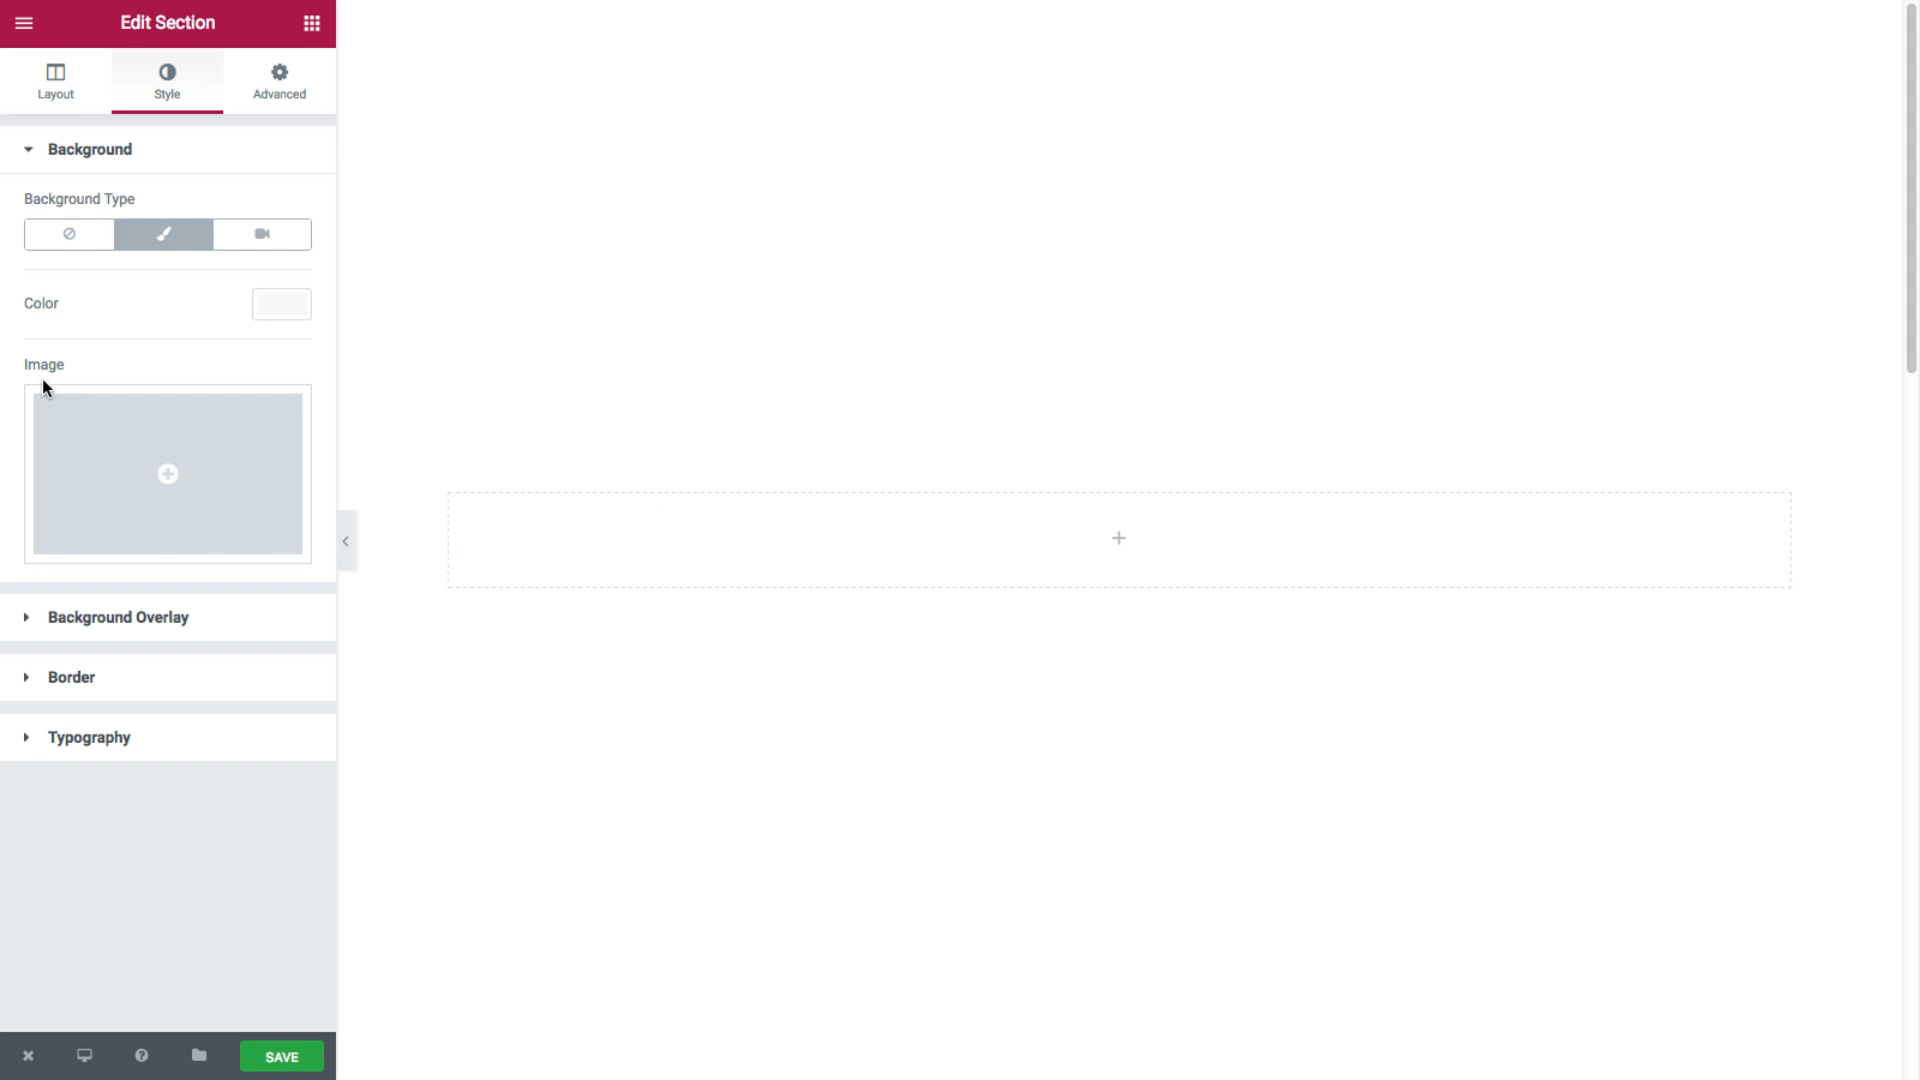 Edit Section
Layout
Style
Advanced
Background
Background Type
Color
Image
Background Overlay
Border
Typography
SAVE